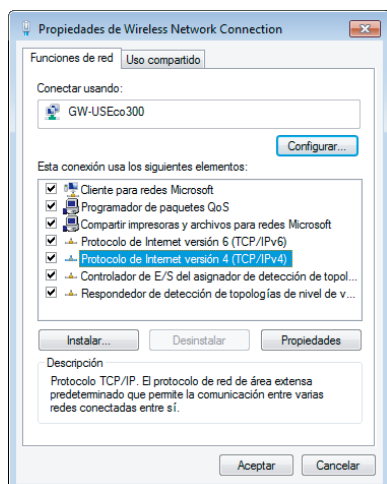 Propiedades de Wireless Network Connection
Funciones de red
Uso compartido
Conectar usando:
GW-USEco300
Configurar...
Esta conexión usa los siguientes elementos:
Cliente para redes Microsoft
Programador de paquetes QoS
Compartir impresoras y archivos para redes Microsoft
Protocolo de Internet versión 6 (TCP/IPv6)
Protocolo de Internet versión 4 (TCP/IPv4)
Controlador de E/S del asignador de detección de topol...
Respondedor de detección de topologías de nivel de v...
Instalar...
Desinstalar
Propiedades
Descripción
Protocolo TCP/IP. El protocolo de red de área extensa
predeterminado que permite la comunicación entre varias
redes conectadas entre sí.
Aceptar
Cancelar